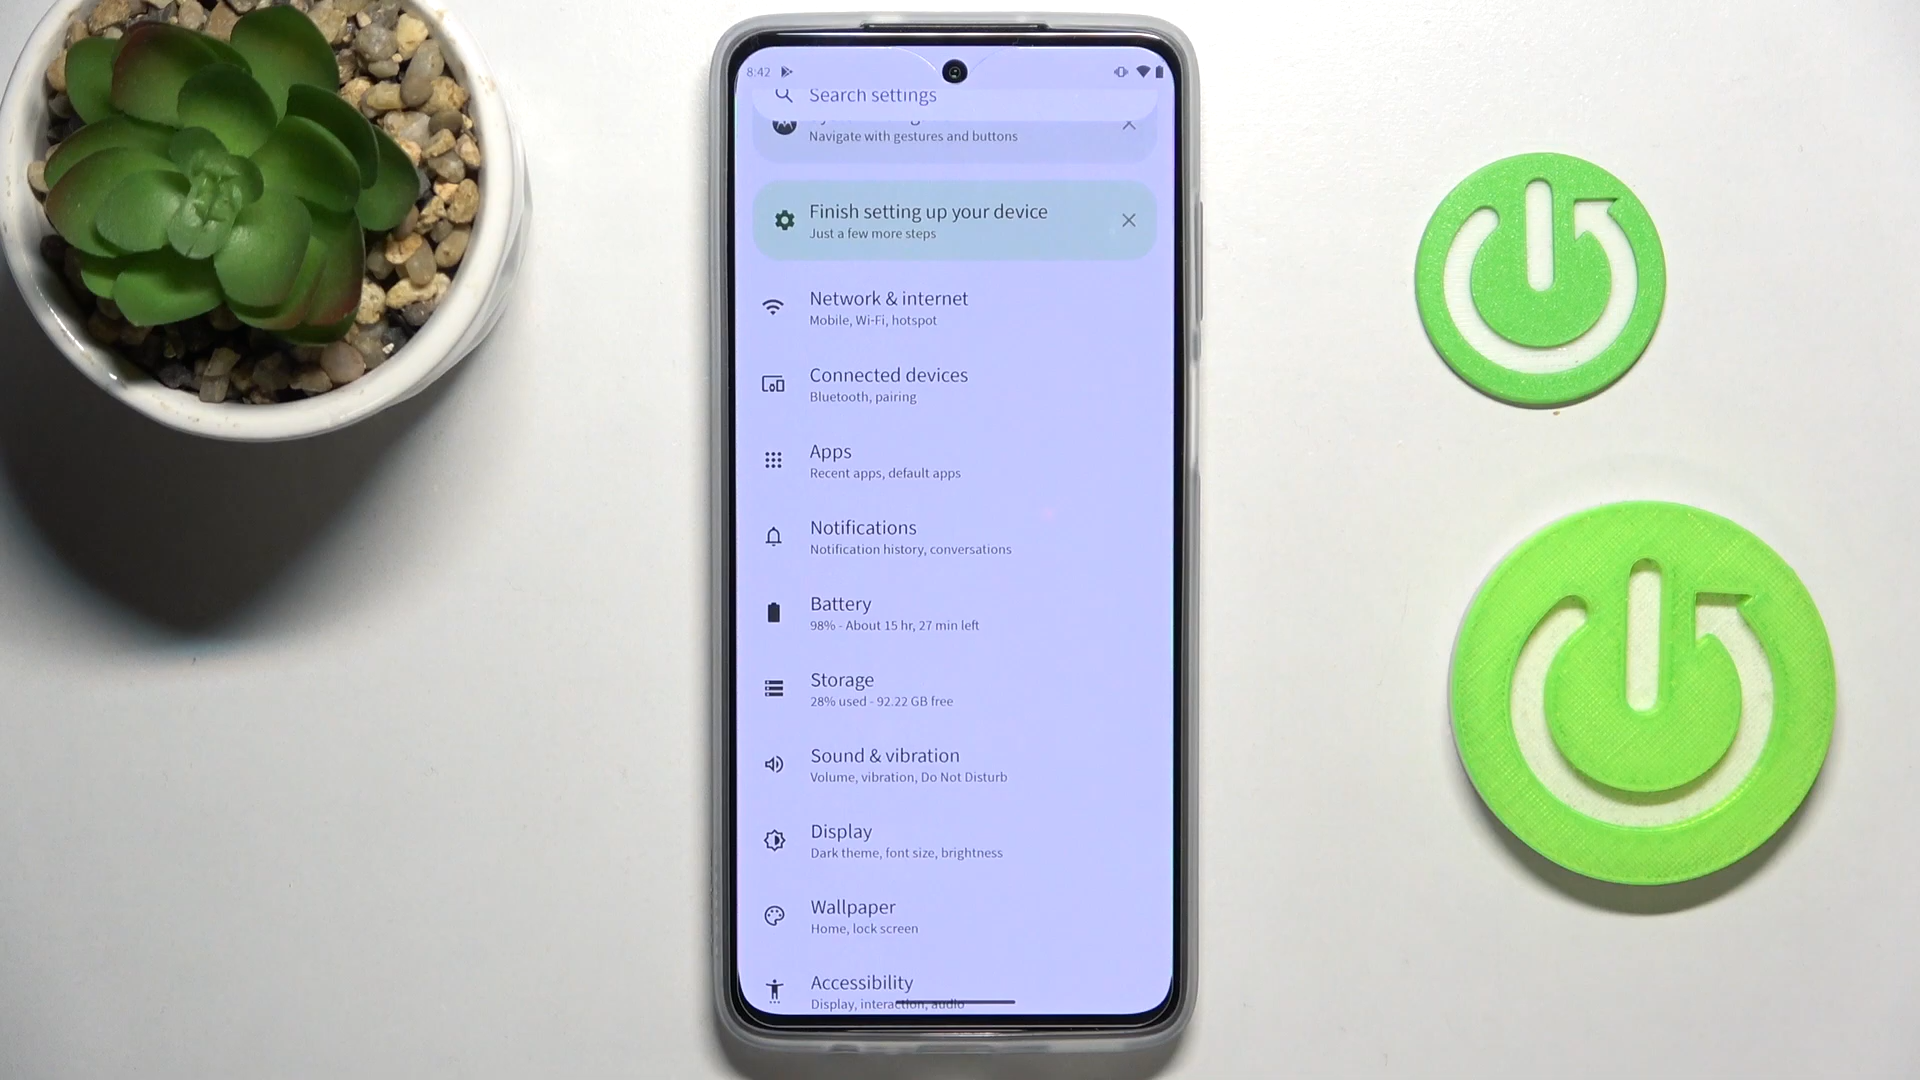 8:42
Search settings
Navigate with gestures and buttons
Finish setting up your device
Just a few more steps
Network & internet
Mobile, Wi-Fi, hotspot
Connected devices
Bluetooth, pairing
Apps
Recent apps, default apps
Notifications
Notification history, conversations
Battery
98% - About 15 hr, 27 min left
Storage
28% used - 92.22 GB free
Sound & vibration
Volume, vibration, Do Not Disturb
Display
Dark theme, font size, brightness
Wallpaper
Home, lock screen
Accessibility
Display, interaction, audio